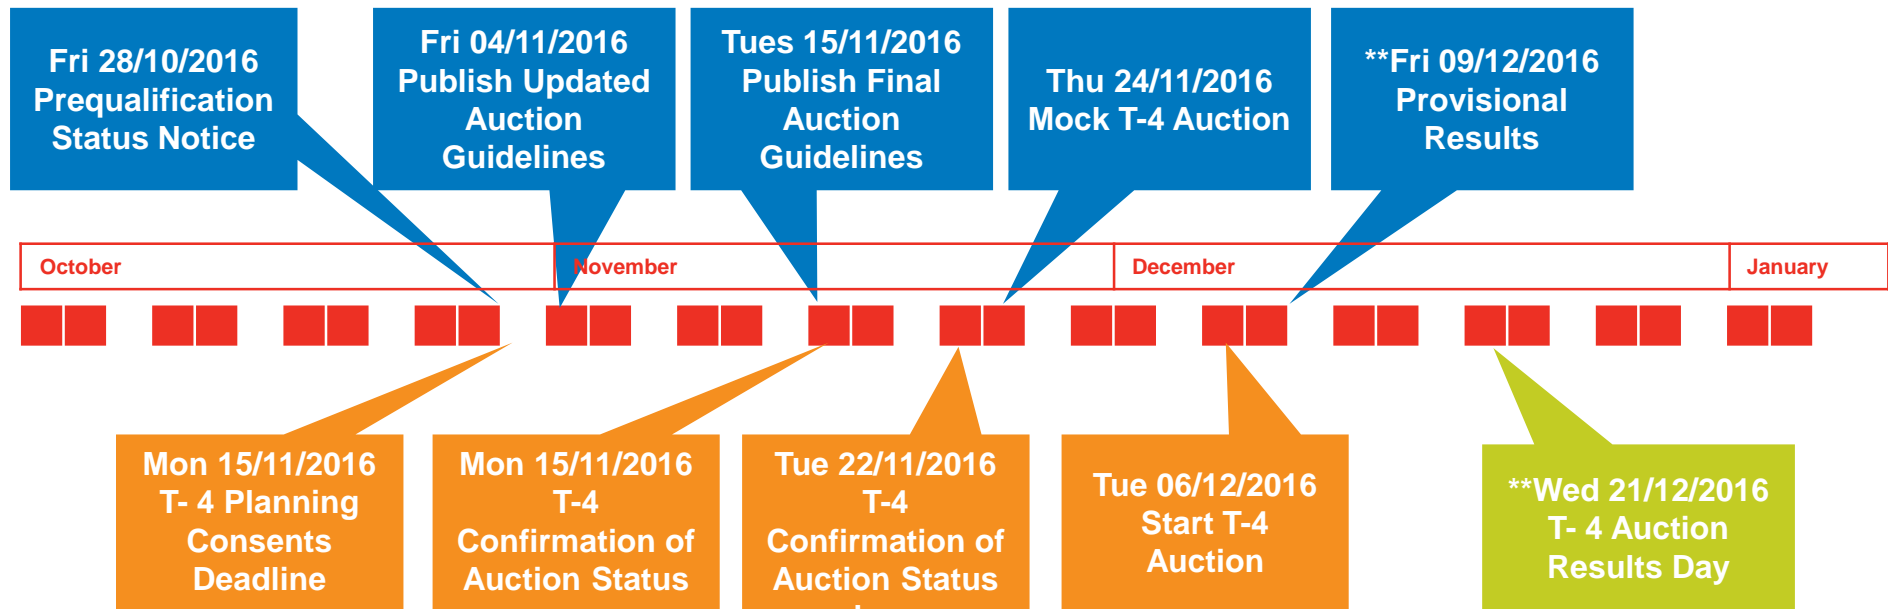 Fri 28/10/2016
Prequalification
Status Notice
Fri 04/11/2016
Publish Updated
Auction
Guidelines
Tues 15/11/2016
Publish Final
Auction
Guidelines
Thu 24/11/2016
Mock T-4 Auction
**Fri 09/12/2016
Provisional
Results
October
November
December
January
Mon 15/11/2016
T- 4 Planning
Consents
Deadline
Mon 15/11/2016
T-4
Confirmation of
Auction Status
Tue 22/11/2016
T-4
Confirmation of
Auction Status
Tue 06/12/2016
Start T-4
Auction
**Wed 21/12/2016
T- 4 Auction
Results Day